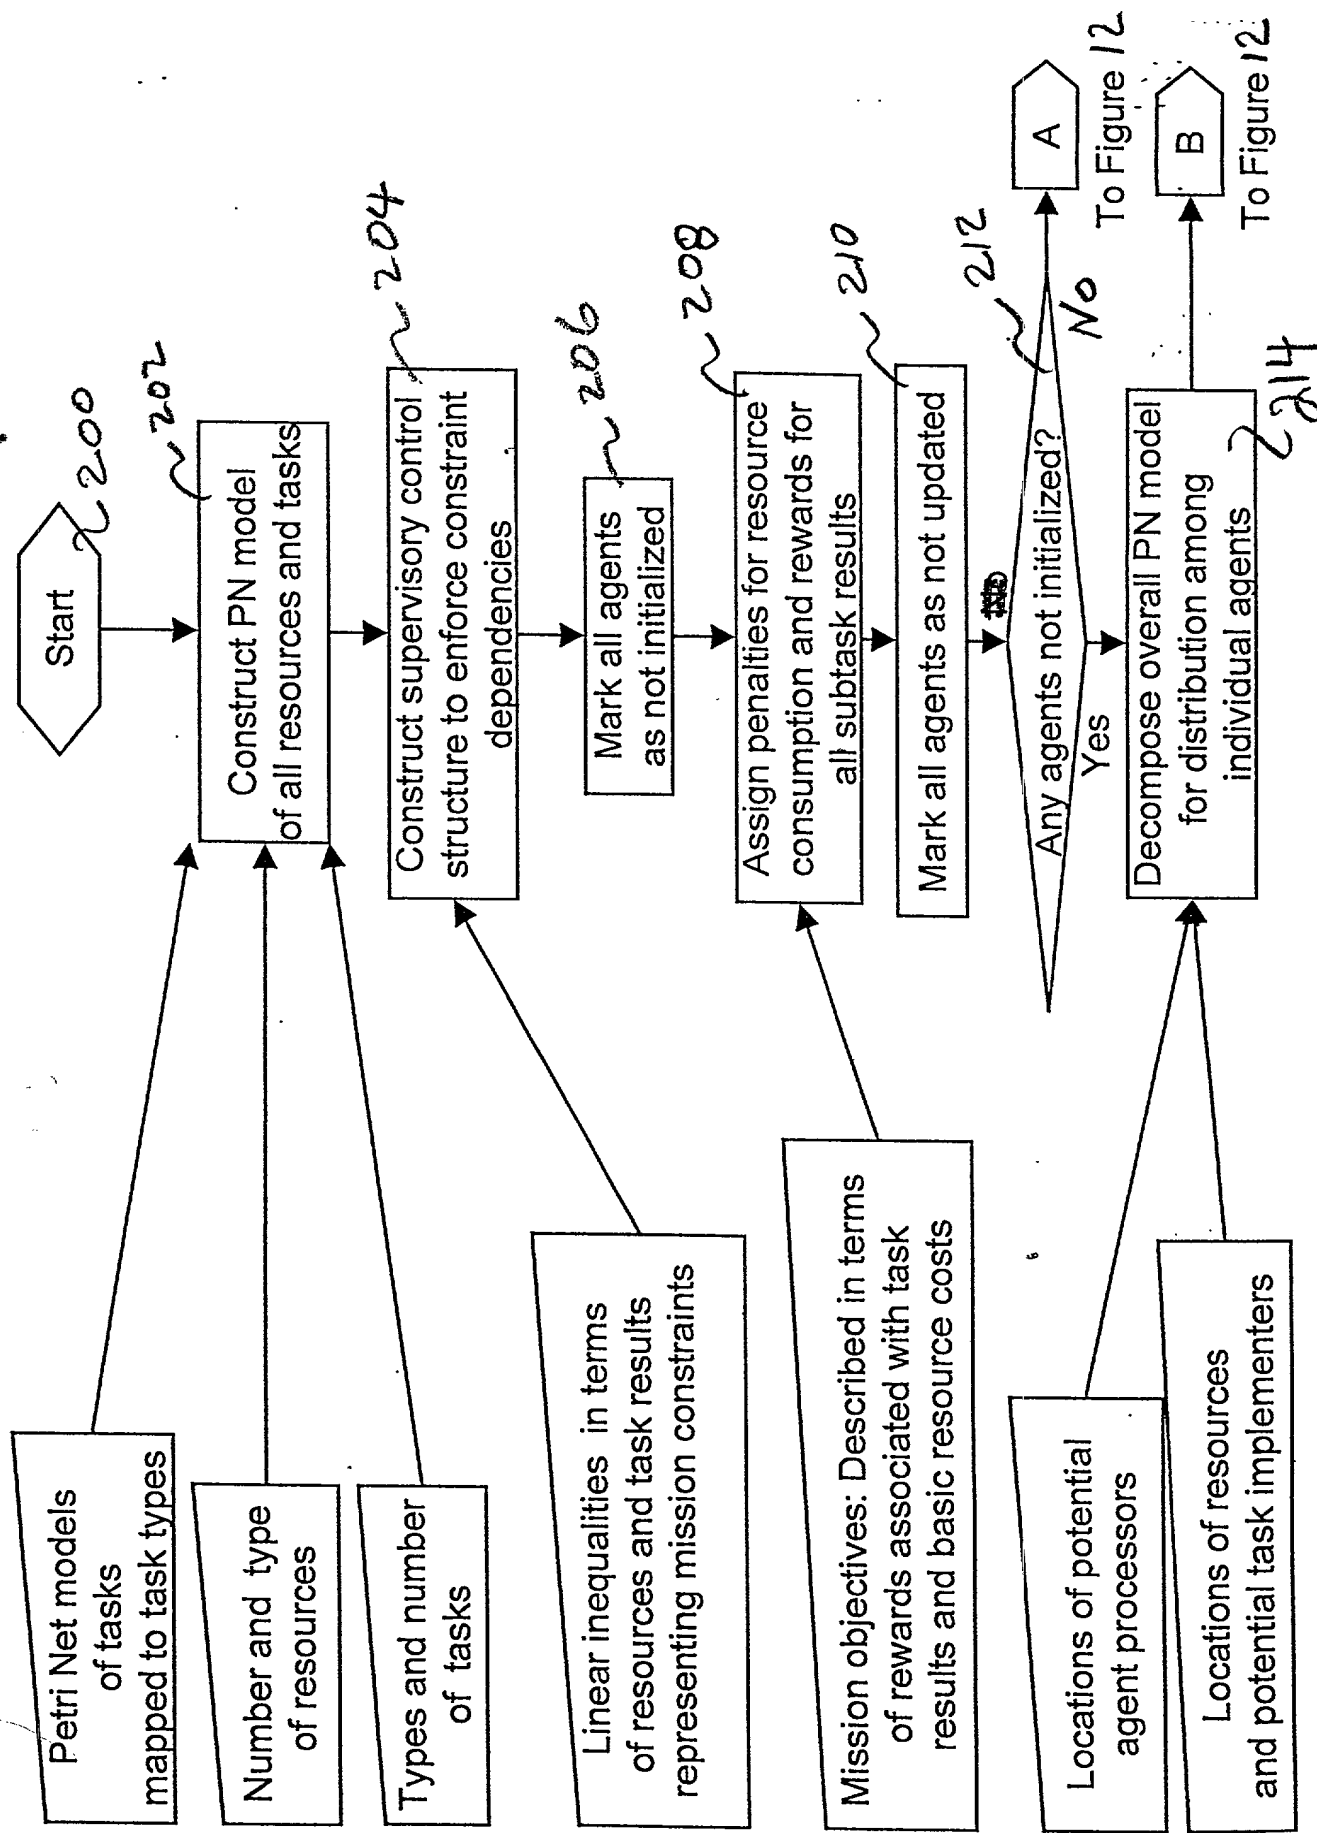 Start
200
Petri Net models
of tasks
mapped to task types
Number and type
of resources
Types and number
of tasks
202
Construct PN model
of all resources and tasks
204
Construct supervisory control
structure to enforce constraint
dependencies
Linear inequalities in terms
of resources and task results
representing mission constraints
206
Mark all agents
as not initialized
208
Assign penalties for resource
consumption and rewards for
all subtask results
Mission objectives: Described in terms
of rewards associated with task
results and basic resource costs
210
Mark all agents as not updated
212
Any agents not initialized?
No
A
To Figure 12
Yes
Locations of potential
agent processors
Locations of resources
and potential task implementers
Decompose overall PN model
for distribution among
individual agents
214
B
To Figure 12